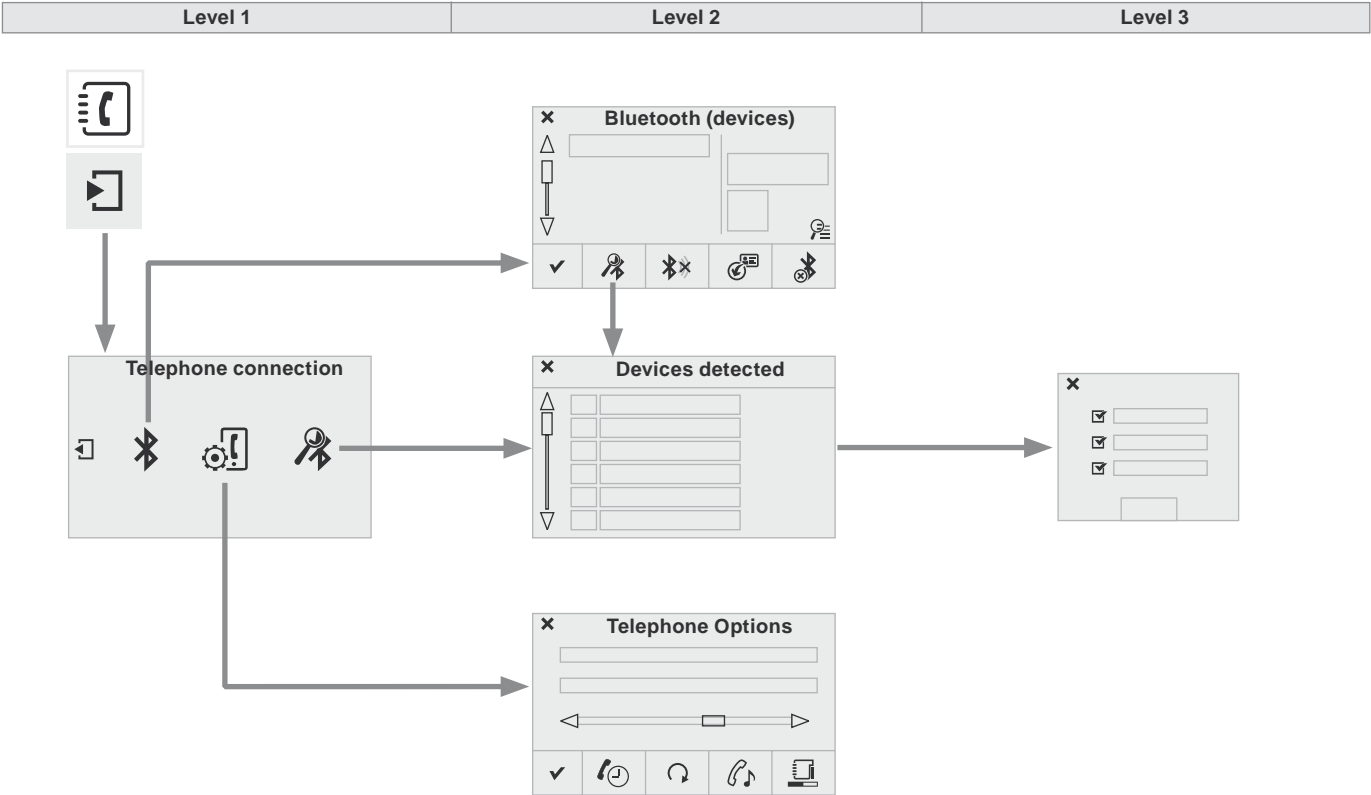 Level 1
Level 2
Level 3
Bluetooth (devices)
Telephone connection
Devices detected
Telephone Options